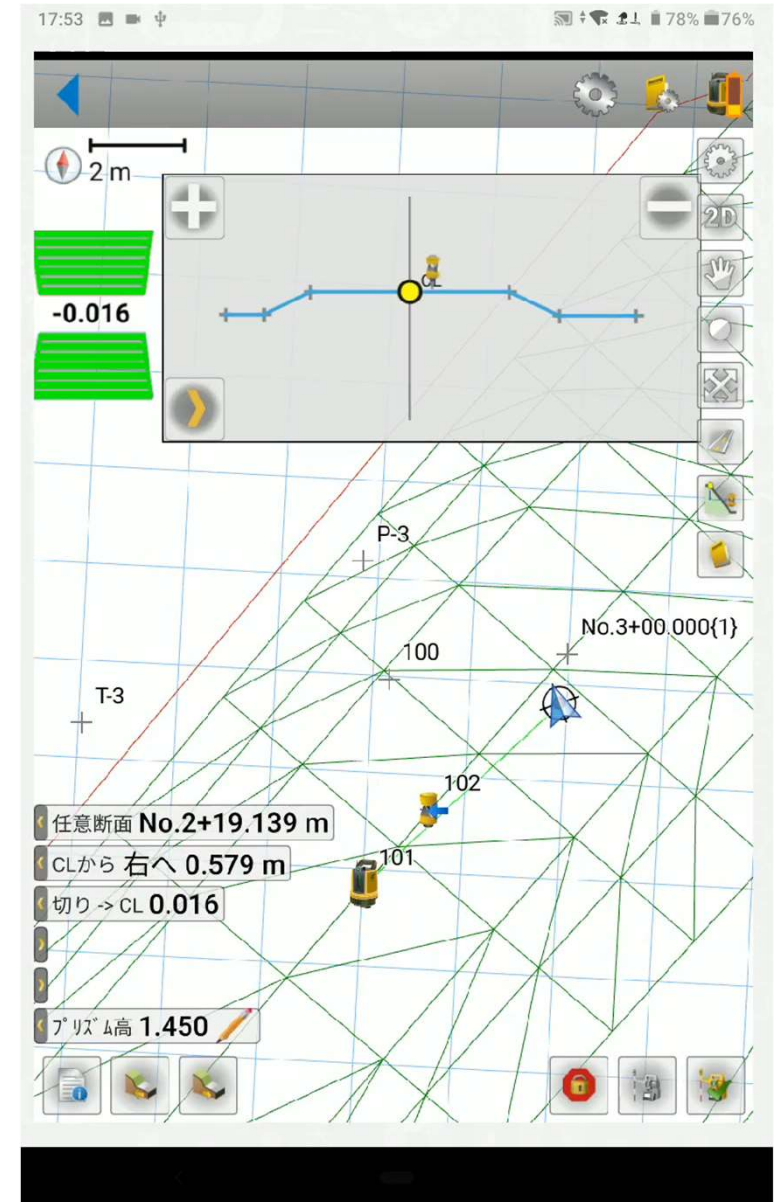 17:53
78%
76%
2 m
2D
CL
-0.016
P-3
No.3+00.000{1}
100
T-3
102
任意断面 No.2+19.139 m
101
CLから 右へ 0.579 m
切り -> CL 0.016
プリズム高 1.450